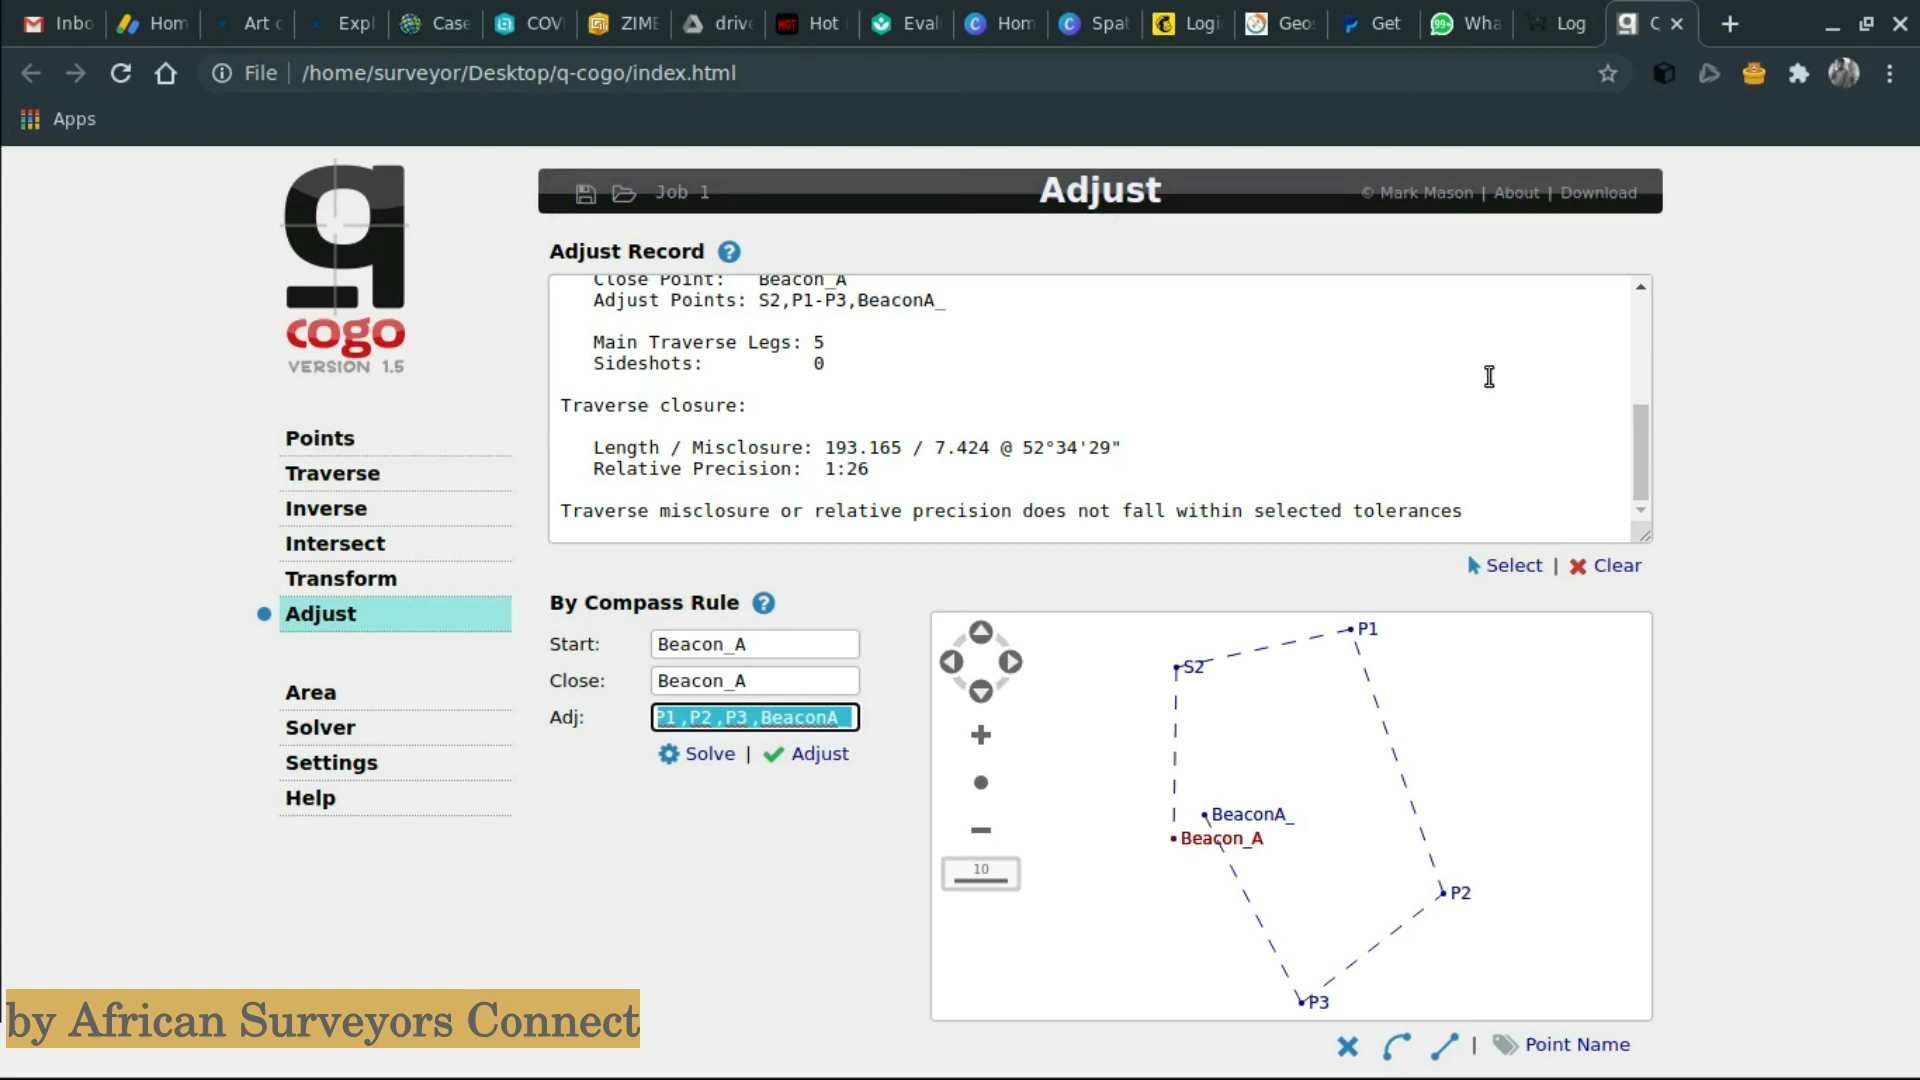 Inbo
Hom
Art c
Expl
Case
COVI
ZIME
drive
Hot
Eval
Hom
Spat
Login
Geos
Get
Wha
Log
C
File
/home/surveyor/Desktop/q-cogo/index.html
Apps
q
cogo
VERSION 1.5
Job 1
Adjust
© Mark Mason | About | Download
Adjust Record ?
Close Point: Beacon_A
Adjust Points: S2,P1-P3,BeaconA_
Main Traverse Legs: 5
Sideshots: 0
Traverse closure:
Length / Misclosure: 193.165 / 7.424 @ 52°34'29"
Relative Precision: 1:26
Traverse misclosure or relative precision does not fall within selected tolerances
Select | Clear
Points
Traverse
Inverse
Intersect
Transform
Adjust
Area
Solver
Settings
Help
By Compass Rule ?
Start: Beacon_A
Close: Beacon_A
Adj: P1,P2,P3,BeaconA_
Solve | Adjust
10
P1
S2
BeaconA_
Beacon_A
P2
P3
| Point Name
by African Surveyors Connect